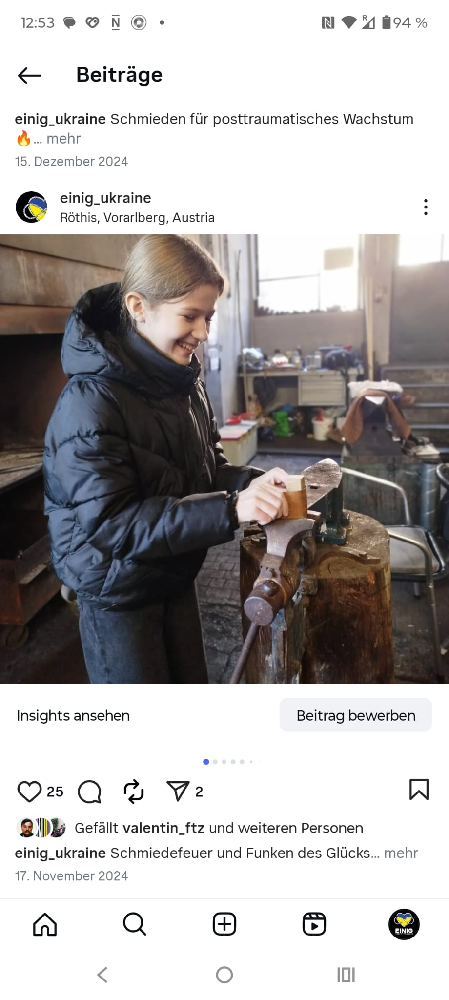 12:53
94 %
Beiträge
einig_ukraine Schmieden für posttraumatisches Wachstum
🔥... mehr
15. Dezember 2024
einig_ukraine
Röthis, Vorarlberg, Austria
Insights ansehen
Beitrag bewerben
25
2
Gefällt valentin_ftz und weiteren Personen
einig_ukraine Schmiedefeuer und Funken des Glücks... mehr
17. November 2024
EINIG